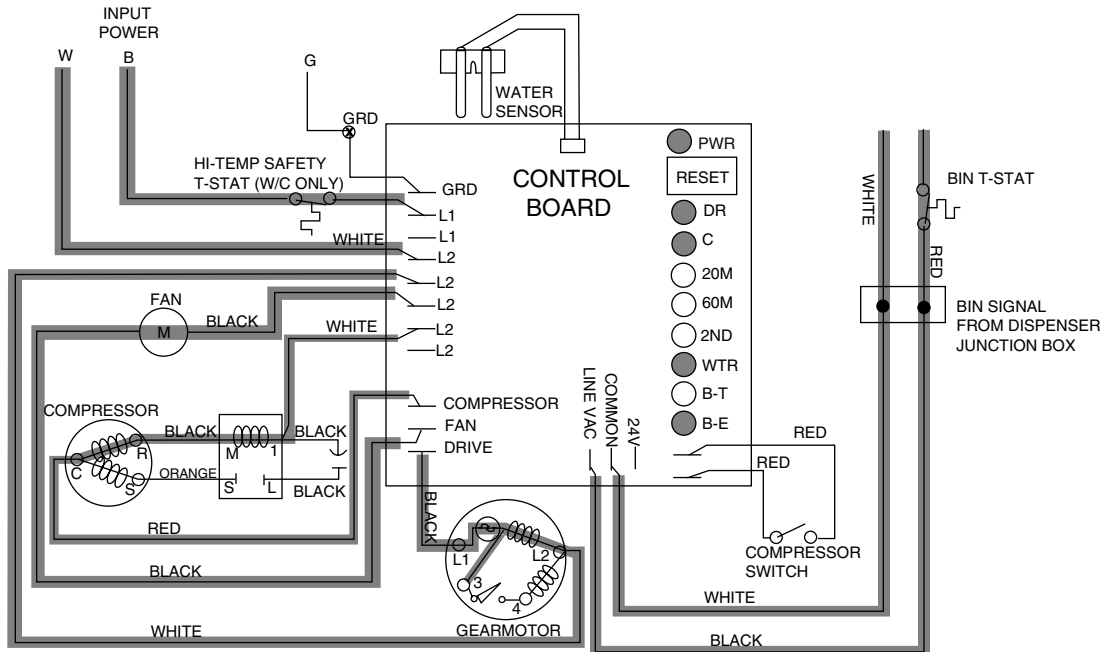 INPUT
POWER
W
B
G
GRD
WATER
SENSOR
HI-TEMP SAFETY
T-STAT (W/C ONLY)
CONTROL
BOARD
GRD
L1
L1
WHITE
L2
L2
L2
WHITE
L2
L2
PWR
RESET
DR
C
20M
60M
2ND
WTR
B-T
B-E
WHITE
BIN T-STAT
RED
BIN SIGNAL
FROM DISPENSER
JUNCTION BOX
FAN
M
BLACK
COMPRESSOR
FAN
DRIVE
LINE VAC
COMMON
24V
COMPRESSOR
R
C
S
BLACK
M
1
BLACK
ORANGE
S
L
BLACK
RED
RED
RED
BLACK
COMPRESSOR
SWITCH
BLACK
L1
L2
3
4
GEARMOTOR
WHITE
WHITE
BLACK